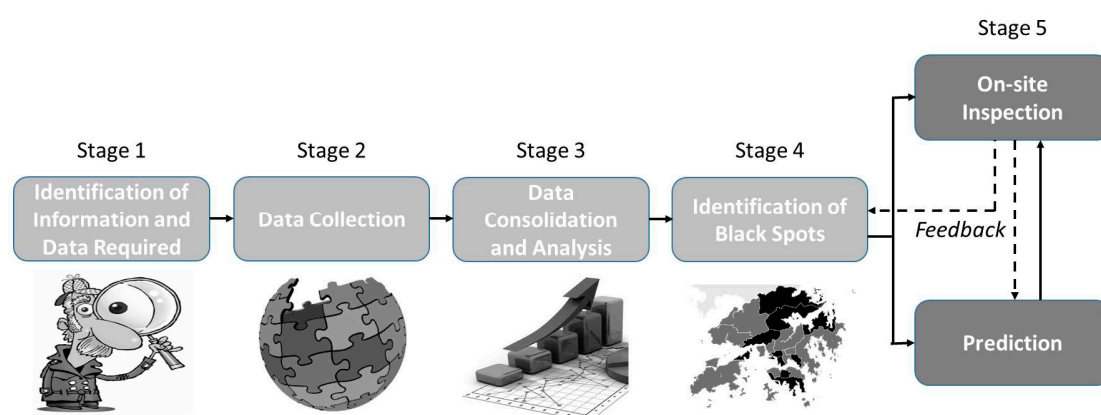 Stage 1
Identification of
Information and
Data Required
Stage 2
Data Collection
Stage 3
Data
Consolidation
and Analysis
Stage 4
Identification of
Black Spots
Stage 5
On-site
Inspection
Feedback
Prediction